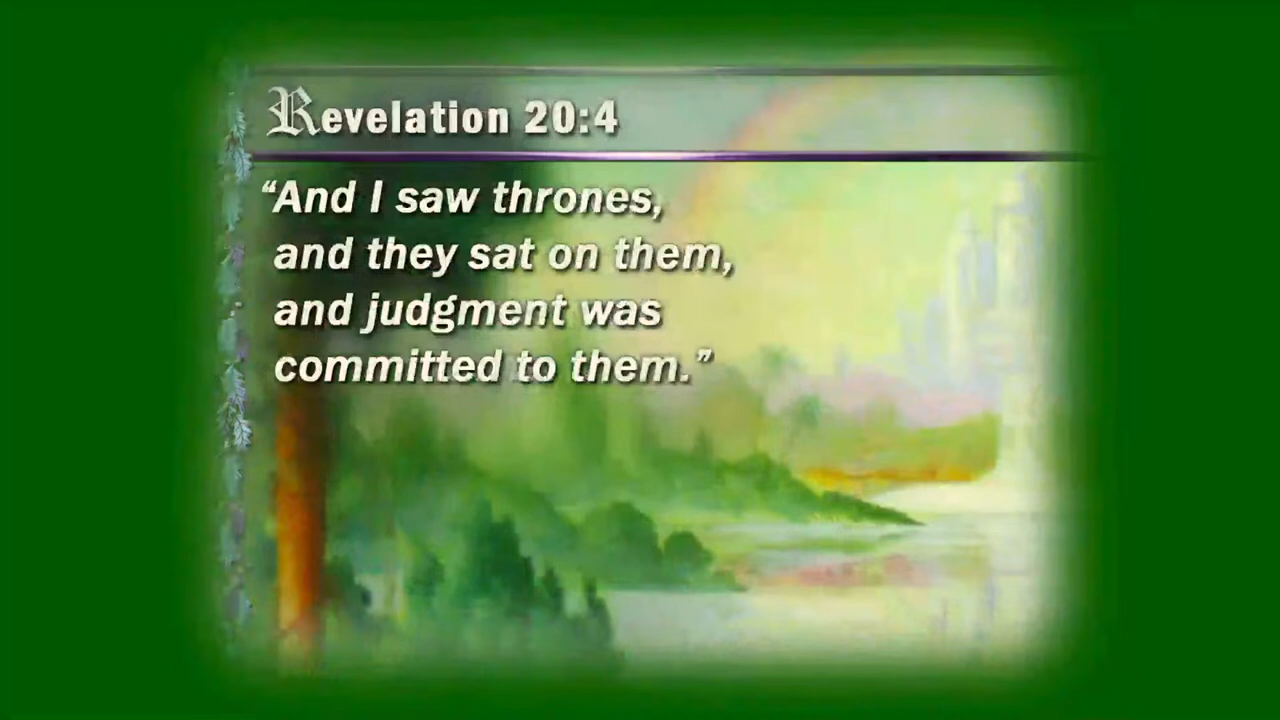 Revelation 20:4
“And I saw thrones,
and they sat on them,
and judgment was
committed to them.”